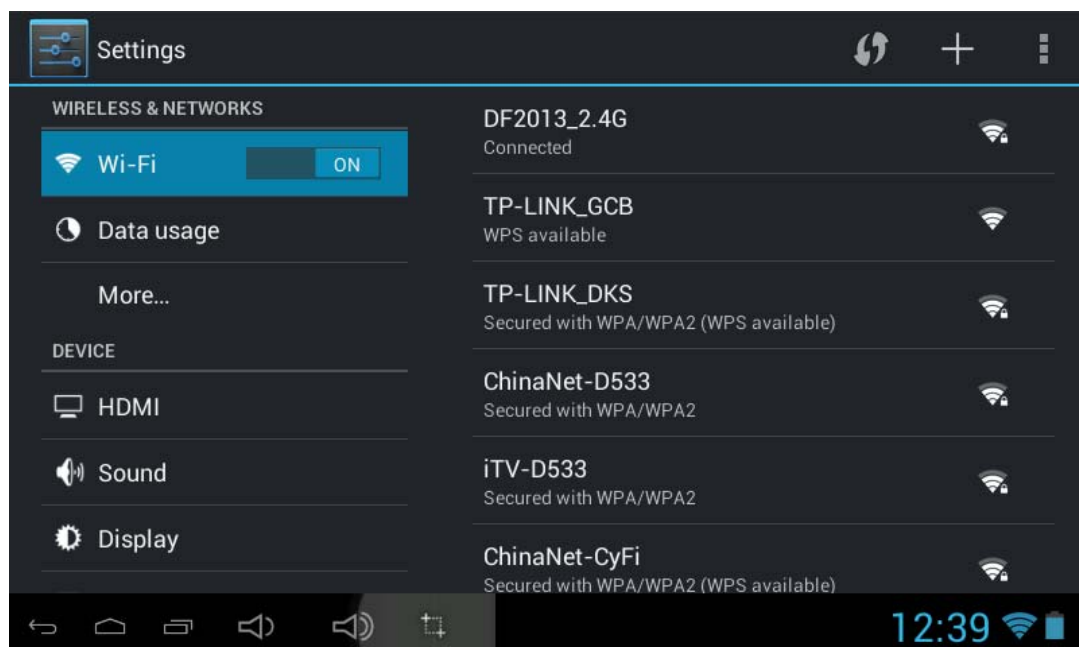 Settings
WIRELESS & NETWORKS
Wi-Fi
ON
Data usage
More...
DEVICE
HDMI
Sound
Display
DF2013_2.4G
Connected
TP-LINK_GCB
WPS available
TP-LINK_DKS
Secured with WPA/WPA2 (WPS available)
ChinaNet-D533
Secured with WPA/WPA2
iTV-D533
Secured with WPA/WPA2
ChinaNet-CyFi
Secured with WPA/WPA2 (WPS available)
12:39